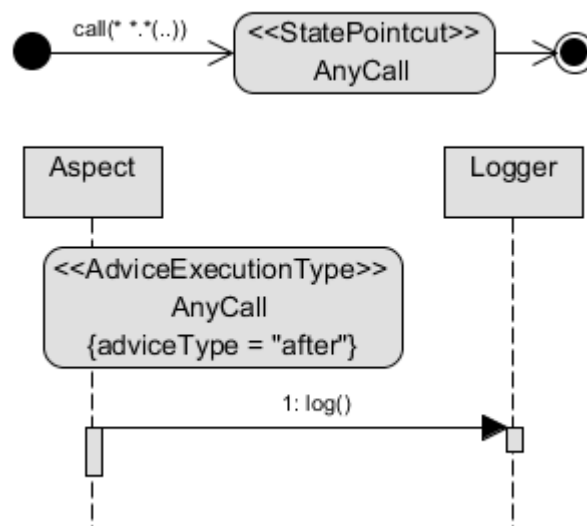 call(* *.*(..))
<<StatePointcut>>
AnyCall
Aspect
Logger
<<AdviceExecutionType>>
AnyCall
{adviceType = "after"}
1: log()